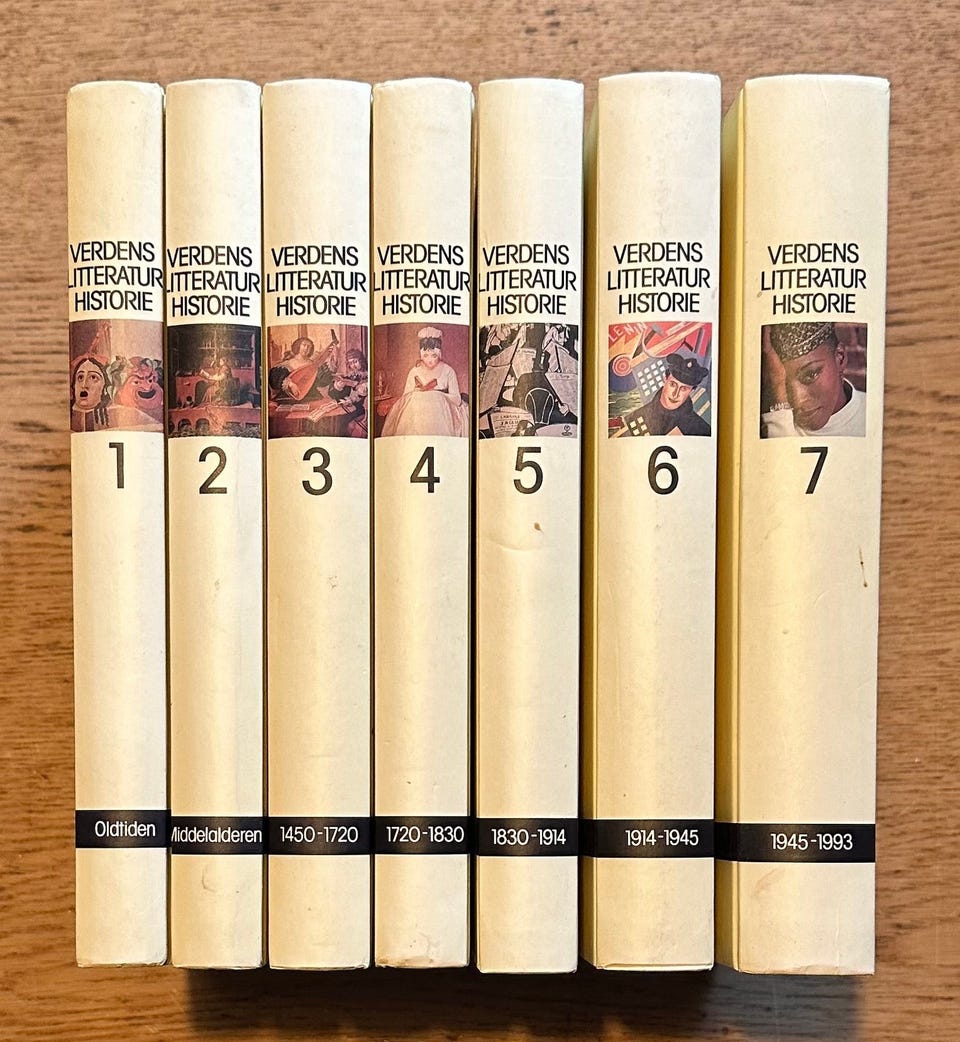 VERDENS
LITTERATUR
HISTORIE
1
Oldtiden
VERDENS
LITTERATUR
HISTORIE
2
Middelalderen
VERDENS
LITTERATUR
HISTORIE
3
1450-1720
VERDENS
LITTERATUR
HISTORIE
4
1720-1830
VERDENS
LITTERATUR
HISTORIE
5
1830-1914
VERDENS
LITTERATUR
HISTORIE
LENIN
6
1914-1945
VERDENS
LITTERATUR
HISTORIE
7
1945-1993